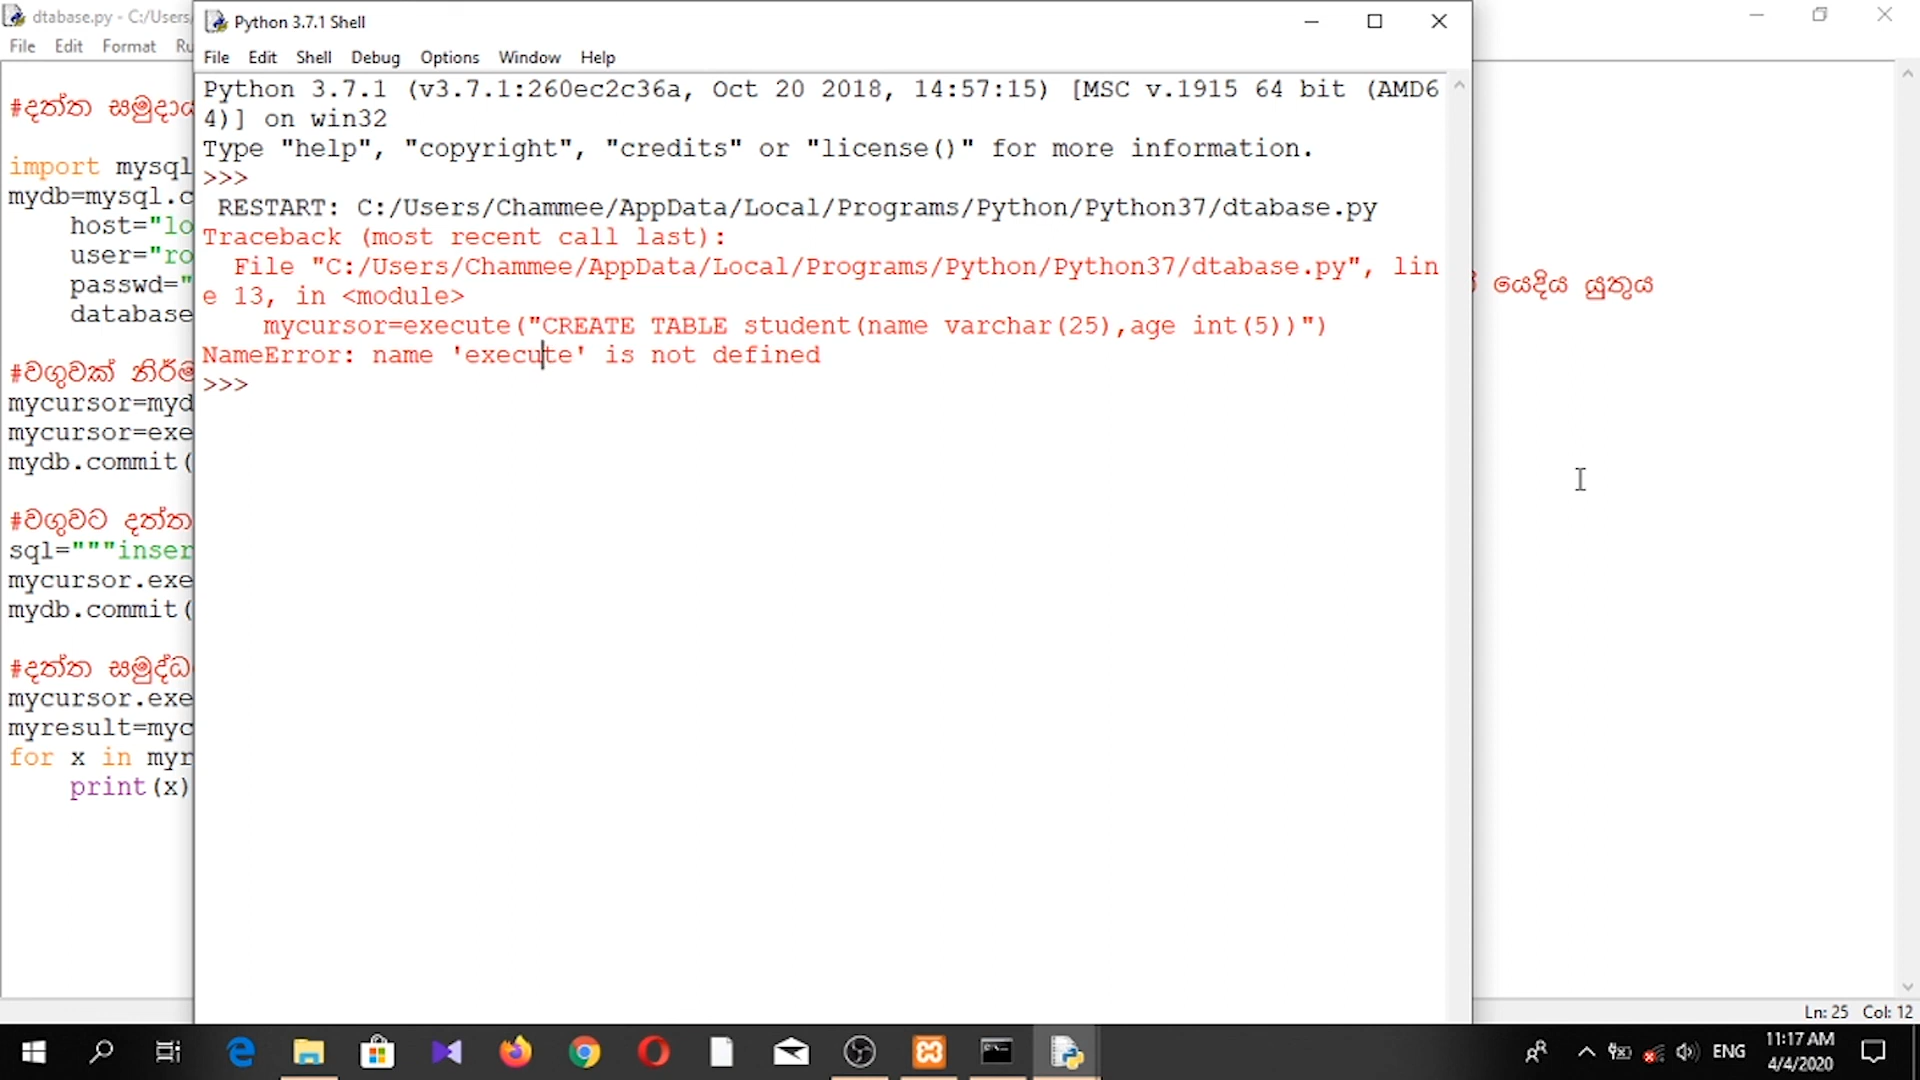 dtabase.py - C:/Users/
File Edit Format Ru
#දත්ත සමුදාය
import mysql
mydb=mysql.c
host="lo
user="ro
passwd="
database
යෙදිය යුතුය
#වගුවක් නිර්ම
mycursor=myd
mycursor=exe
mydb.commit(
#වගුවට දත්ත
sql="""inser
mycursor.exe
mydb.commit(
#දත්ත සමුද්ධ
mycursor.exe
myresult=myc
for x in myr
print(x)
Python 3.7.1 Shell
File Edit Shell Debug Options Window Help
Python 3.7.1 (v3.7.1:260ec2c36a, Oct 20 2018, 14:57:15) [MSC v.1915 64 bit (AMD6
4)] on win32
Type "help", "copyright", "credits" or "license()" for more information.
>>>
RESTART: C:/Users/Chammee/AppData/Local/Programs/Python/Python37/dtabase.py
Traceback (most recent call last):
File "C:/Users/Chammee/AppData/Local/Programs/Python/Python37/dtabase.py", lin
e 13, in <module>
mycursor=execute("CREATE TABLE student(name varchar(25),age int(5))")
NameError: name 'execute' is not defined
>>>
Ln: 25 Col: 12
ENG
11:17 AM
4/4/2020